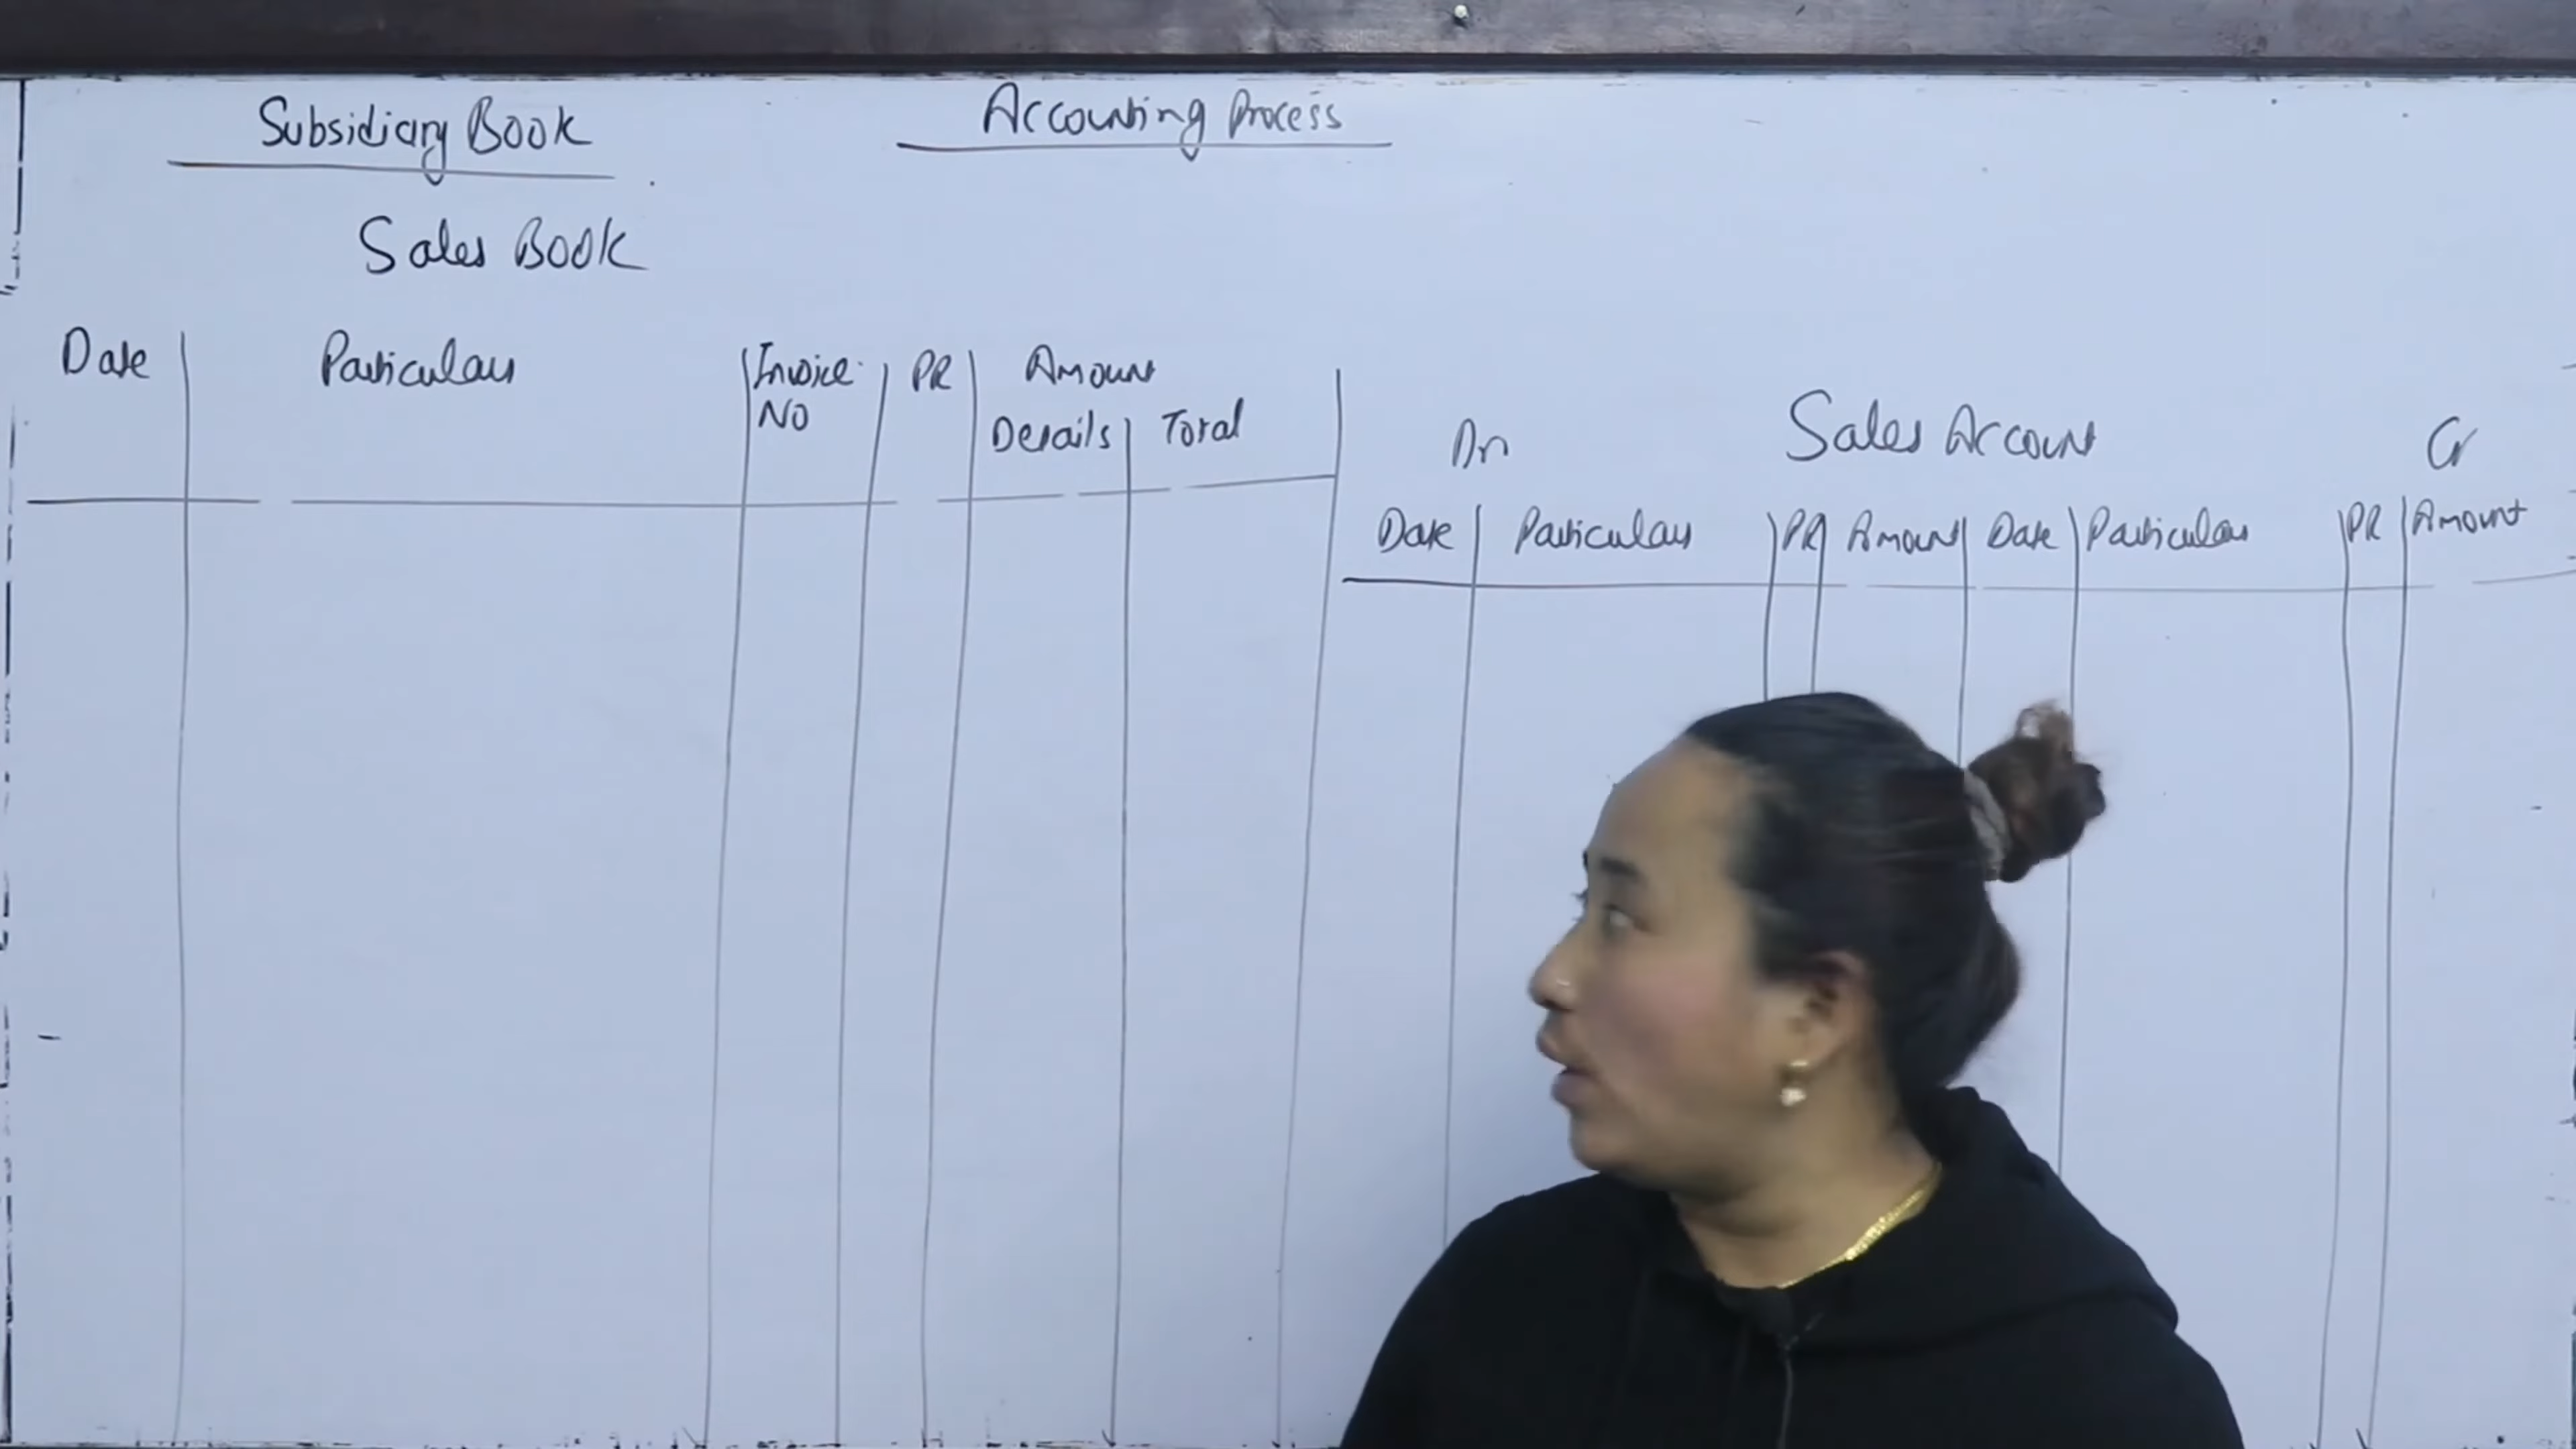 Subsidiary Book
Accounting Process
Sales Book
Date Particulars Invoice No PR Amount
Details Total
Dr Sales Account Cr
Date Particulars PR Amount Date Particulars PR Amount